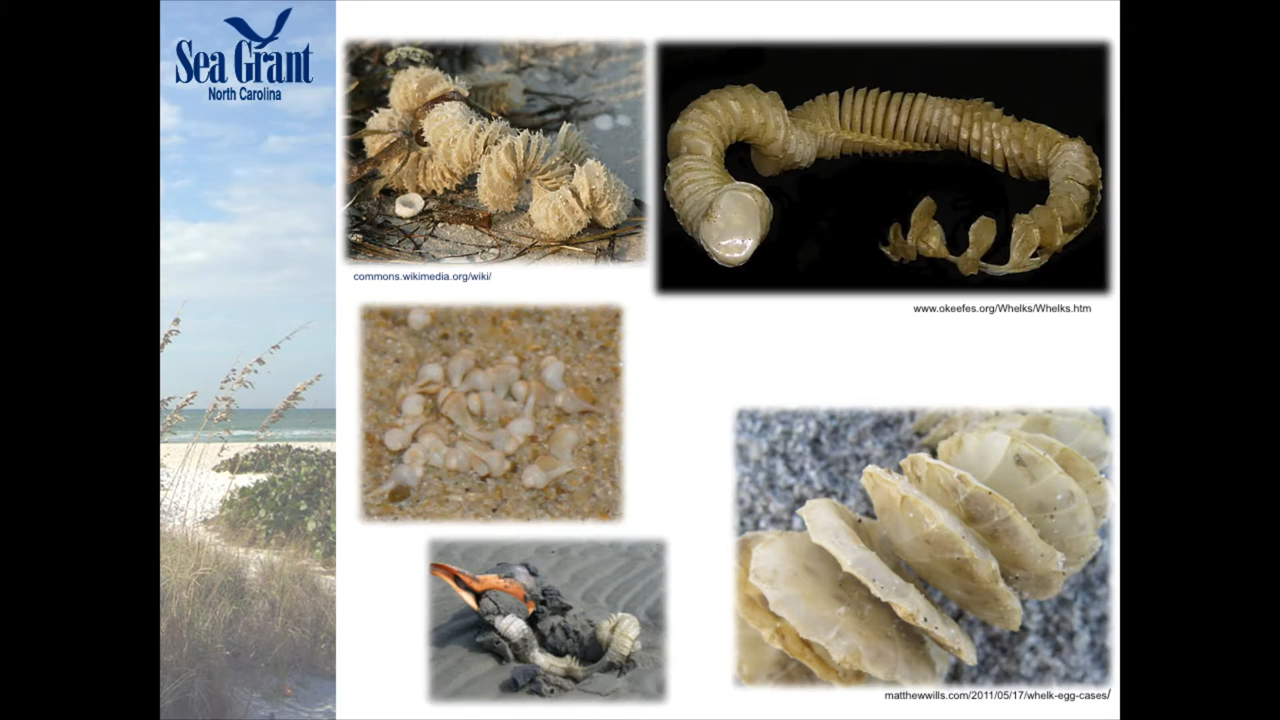 Sea Grant
North Carolina
commons.wikimedia.org/wiki/
www.okeefes.org/Whelks/Whelks.htm
matthewwills.com/2011/05/17/whelk-egg-cases/